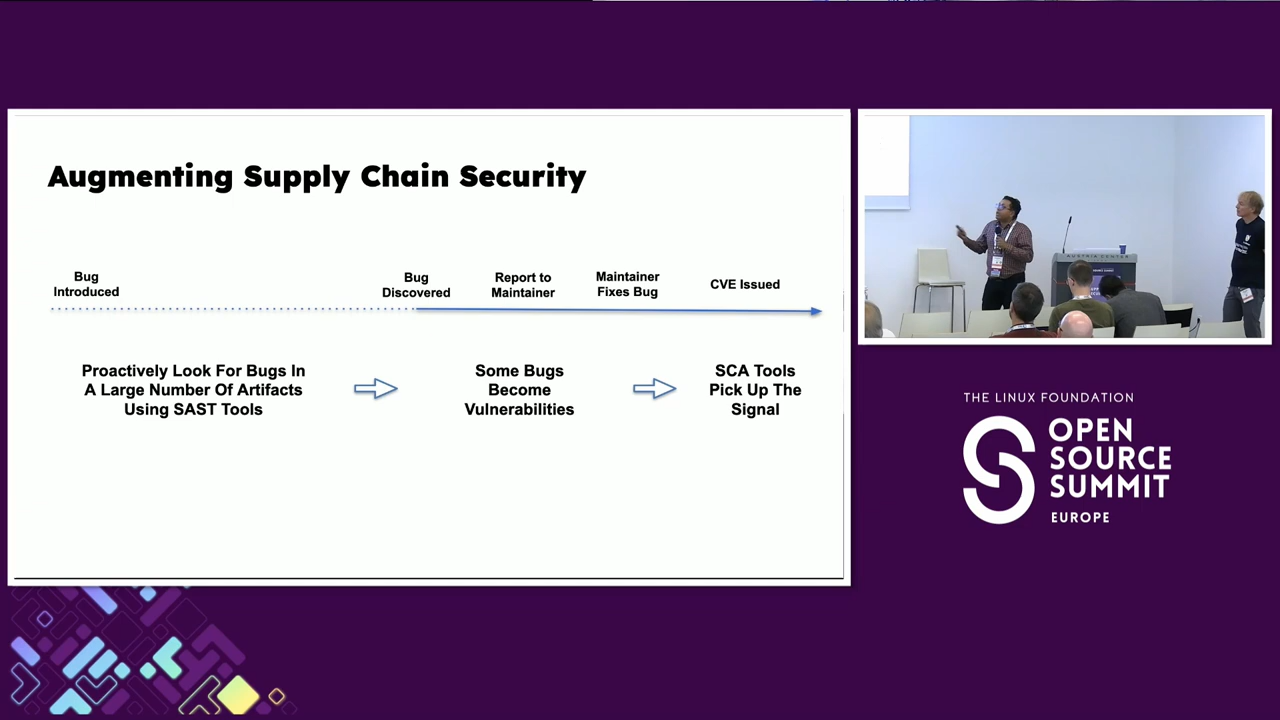 Augmenting Supply Chain Security
Bug
Introduced
Bug
Discovered
Report to
Maintainer
Maintainer
Fixes Bug
CVE Issued
Proactively Look For Bugs In
A Large Number Of Artifacts
Using SAST Tools
Some Bugs
Become
Vulnerabilities
SCA Tools
Pick Up The
Signal
AUSTRIA CENTER
THE LINUX FOUNDATION
OPEN
SOURCE
SUMMIT
EUROPE